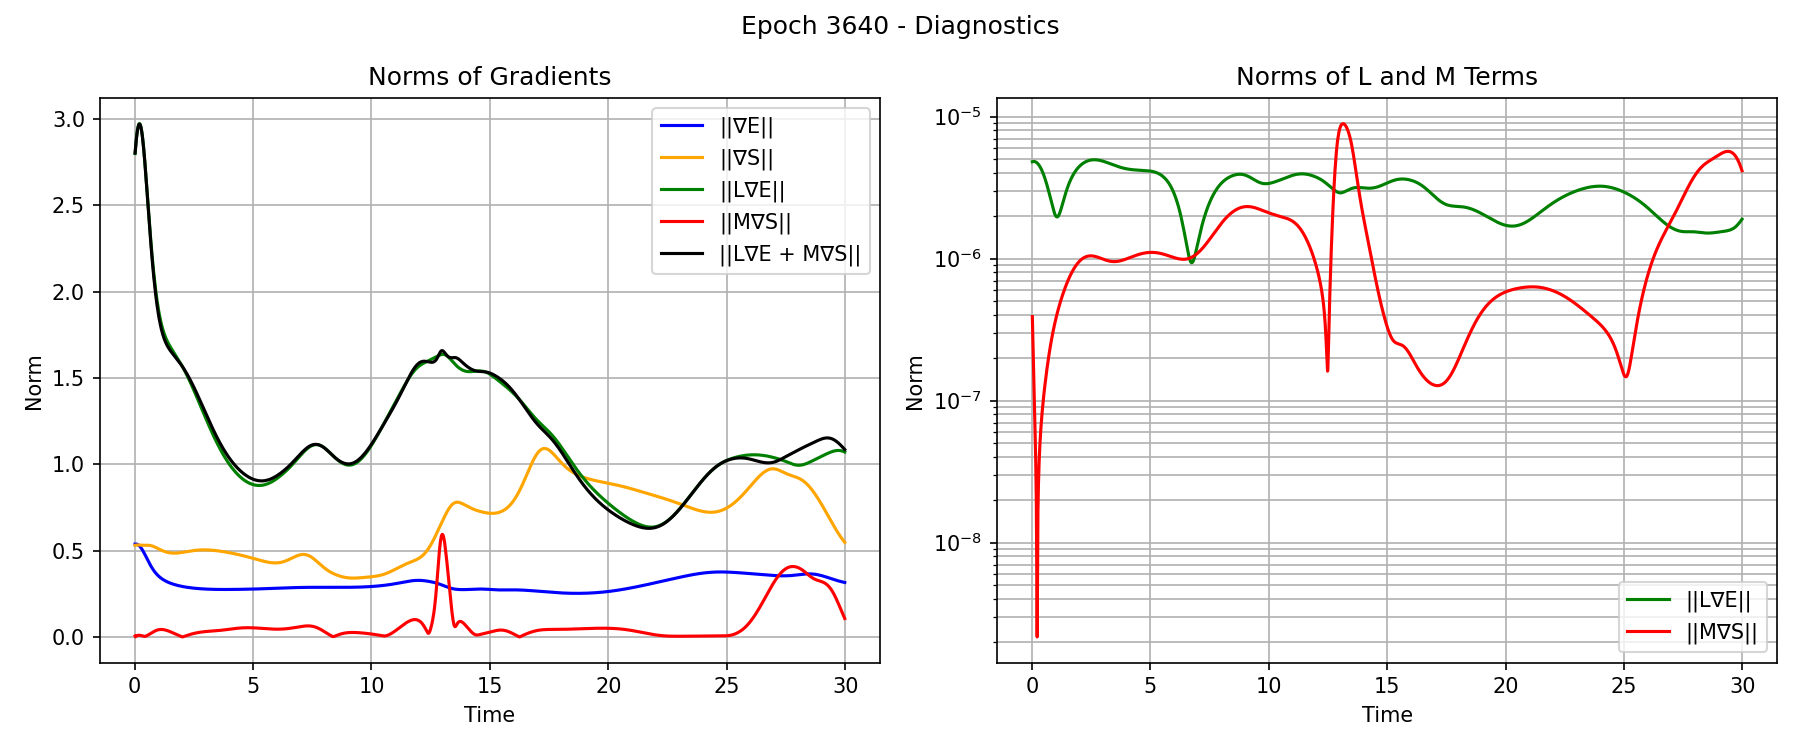 Epoch 3640 - Diagnostics
Norms of Gradients
3.0
2.5
2.0
1.5
1.0
0.5
0.0
Norm
0 5 10 15 20 25 30
Time
||∇E||
||∇S||
||L∇E||
||M∇S||
||L∇E + M∇S||
Norms of L and M Terms
10⁻⁵
10⁻⁶
10⁻⁷
10⁻⁸
Norm
0 5 10 15 20 25 30
Time
||L∇E||
||M∇S||